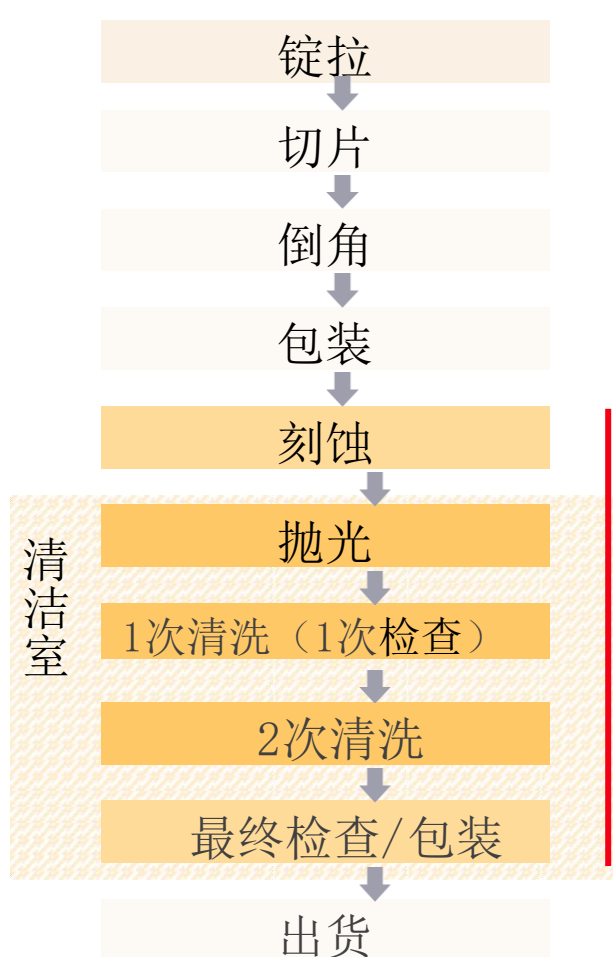 锭拉
切片
倒角
包装
刻蚀
清洁室
抛光
1次清洗（1次检查）
2次清洗
最终检查/包装
出货